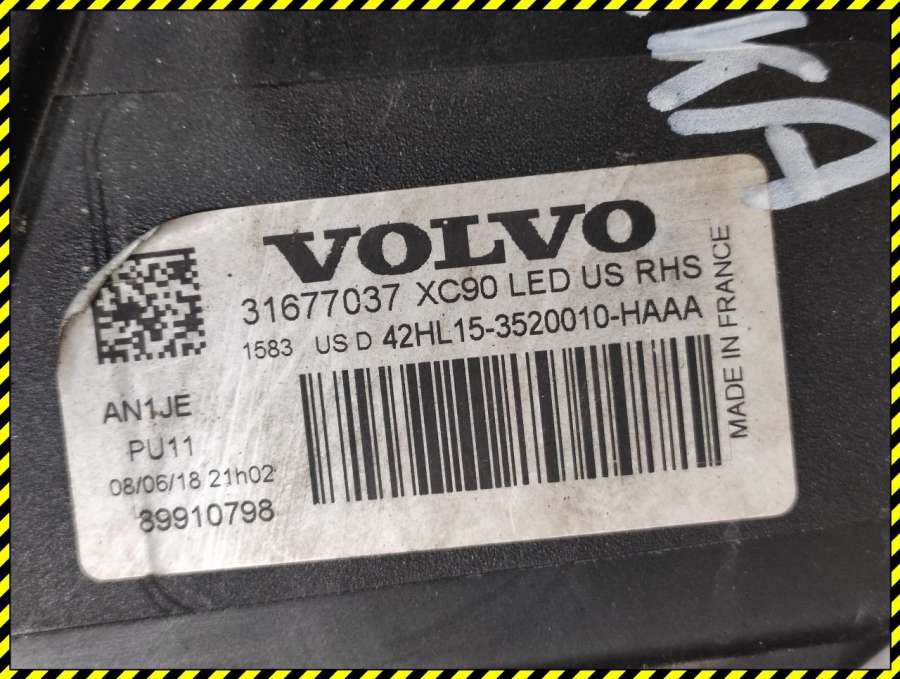 КА
VOLVO
31677037 XC90 LED US RHS
1583 US D 42HL15-3520010-HAAA
MADE IN FRANCE
AN1JE
PU11
08/06/18 21h02
89910798